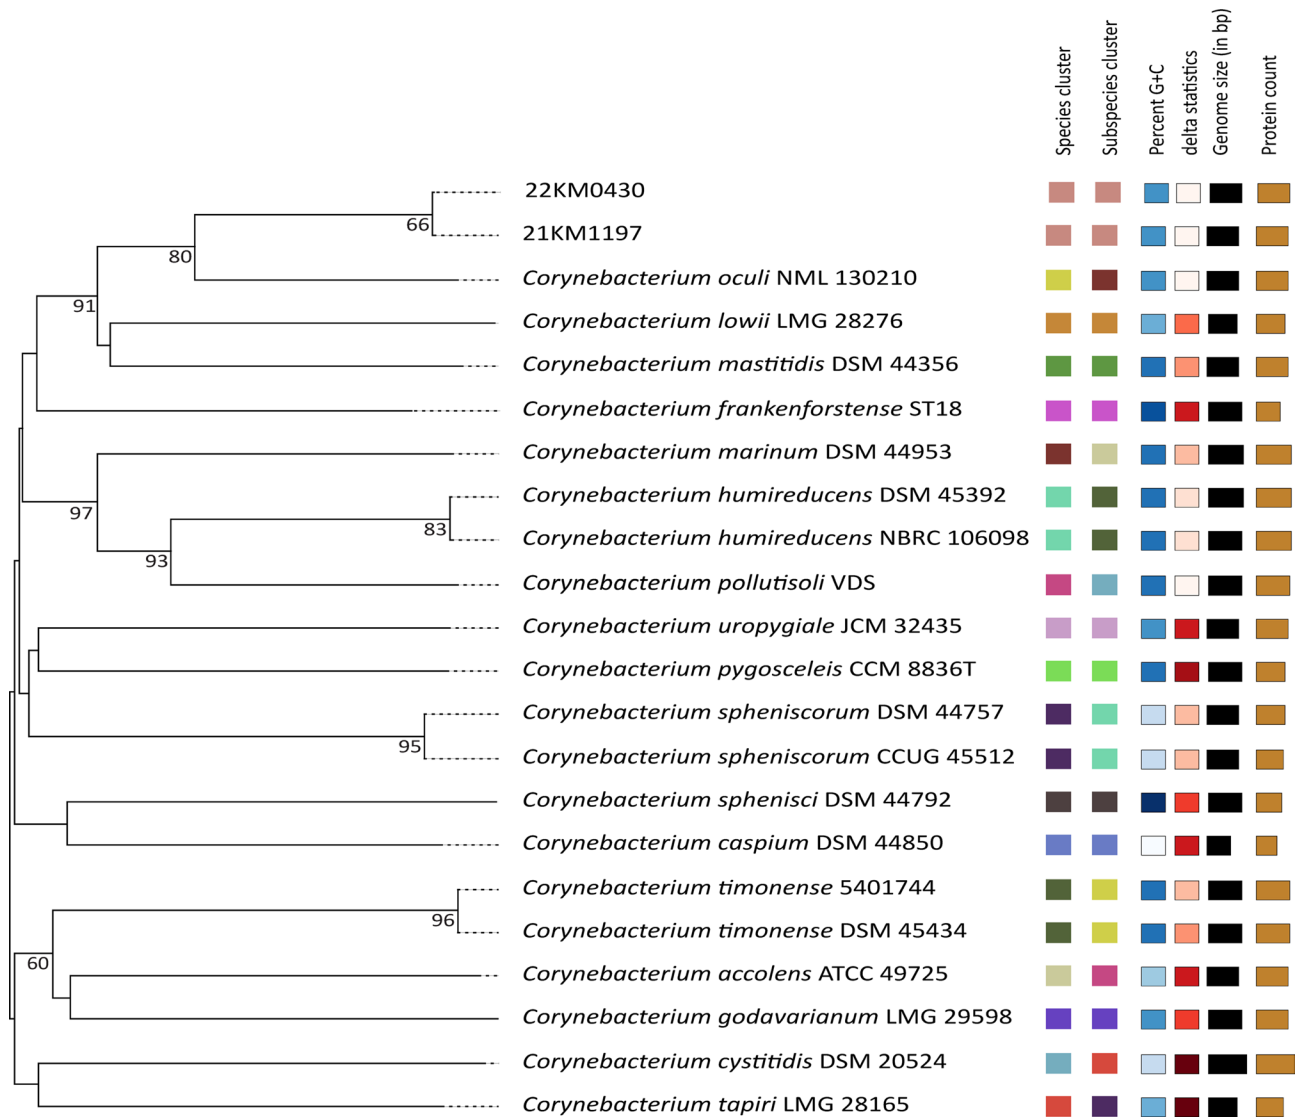 Species cluster
Subspecies cluster
Percent G+C
delta statistics
Genome size (in bp)
Protein count
22KM0430
66
21KM1197
80
Corynebacterium oculi NML 130210
91
Corynebacterium lowii LMG 28276
Corynebacterium mastitidis DSM 44356
Corynebacterium frankenforstense ST18
Corynebacterium marinum DSM 44953
Corynebacterium humireducens DSM 45392
97
83
Corynebacterium humireducens NBRC 106098
93
Corynebacterium pollutisoli VDS
Corynebacterium uropygiale JCM 32435
Corynebacterium pygosceleis CCM 8836T
Corynebacterium spheniscorum DSM 44757
95
Corynebacterium spheniscorum CCUG 45512
Corynebacterium sphenisci DSM 44792
Corynebacterium caspium DSM 44850
Corynebacterium timonense 5401744
96
Corynebacterium timonense DSM 45434
60
Corynebacterium accolens ATCC 49725
Corynebacterium godavarianum LMG 29598
Corynebacterium cystitidis DSM 20524
Corynebacterium tapiri LMG 28165